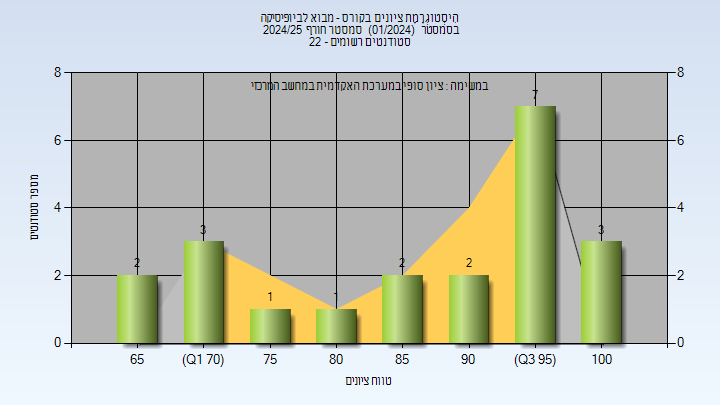 היסטוגרמת ציונים בקורס - מבוא לביופיסיקה
בסמסטר (01/2024) סמסטר חורף 2024/25
סטודנטים רשומים - 22
במשימה : ציון סופי במערכת האקדמית במחשב המרכזי
8 8
7
6 6
מספר סטודנטים
4 4
3 3
2 2 2
2 2
1 1
0 0
65 (Q1 70) 75 80 85 90 (Q3 95) 100
טווח ציונים